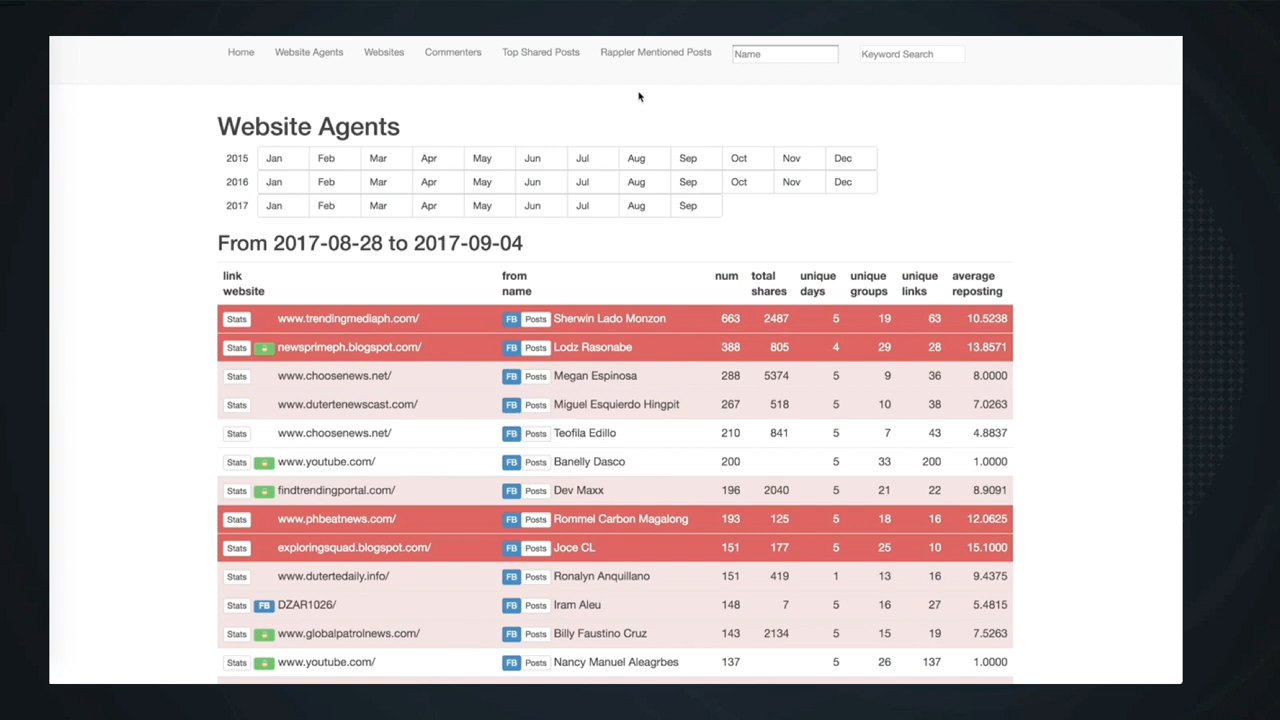 Home Website Agents Websites Commenters Top Shared Posts Rappler Mentioned Posts Name Keyword Search
Website Agents
2015 Jan Feb Mar Apr May Jun Jul Aug Sep Oct Nov Dec
2016 Jan Feb Mar Apr May Jun Jul Aug Sep Oct Nov Dec
2017 Jan Feb Mar Apr May Jun Jul Aug Sep
From 2017-08-28 to 2017-09-04
link website from name num total shares unique days unique groups unique links average reposting
Stats www.trendingmediaph.com/ FB Posts Sherwin Lado Monzon 663 2487 5 19 63 10.5238
Stats newsprimeph.blogspot.com/ FB Posts Lodz Rasonabe 388 805 4 29 28 13.8571
Stats www.choosenews.net/ FB Posts Megan Espinosa 288 5374 5 9 36 8.0000
Stats www.dutertenewscast.com/ FB Posts Miguel Esquierdo Hingpit 267 518 5 10 38 7.0263
Stats www.choosenews.net/ FB Posts Teofila Edillo 210 841 5 7 43 4.8837
Stats www.youtube.com/ FB Posts Banelly Dasco 200 5 33 200 1.0000
Stats findtrendingportal.com/ FB Posts Dev Maxx 196 2040 5 21 22 8.9091
Stats www.phbeatnews.com/ FB Posts Rommel Carbon Magalong 193 125 5 18 16 12.0625
Stats exploringsquad.blogspot.com/ FB Posts Joce CL 151 177 5 25 10 15.1000
Stats www.dutertedaily.info/ FB Posts Ronalyn Anquillano 151 419 1 13 16 9.4375
Stats FB DZAR1026/ FB Posts Iram Aleu 148 7 5 16 27 5.4815
Stats www.globalpatrolnews.com/ FB Posts Billy Faustino Cruz 143 2134 5 15 19 7.5263
Stats www.youtube.com/ FB Posts Nancy Manuel Aleagrbes 137 5 26 137 1.0000